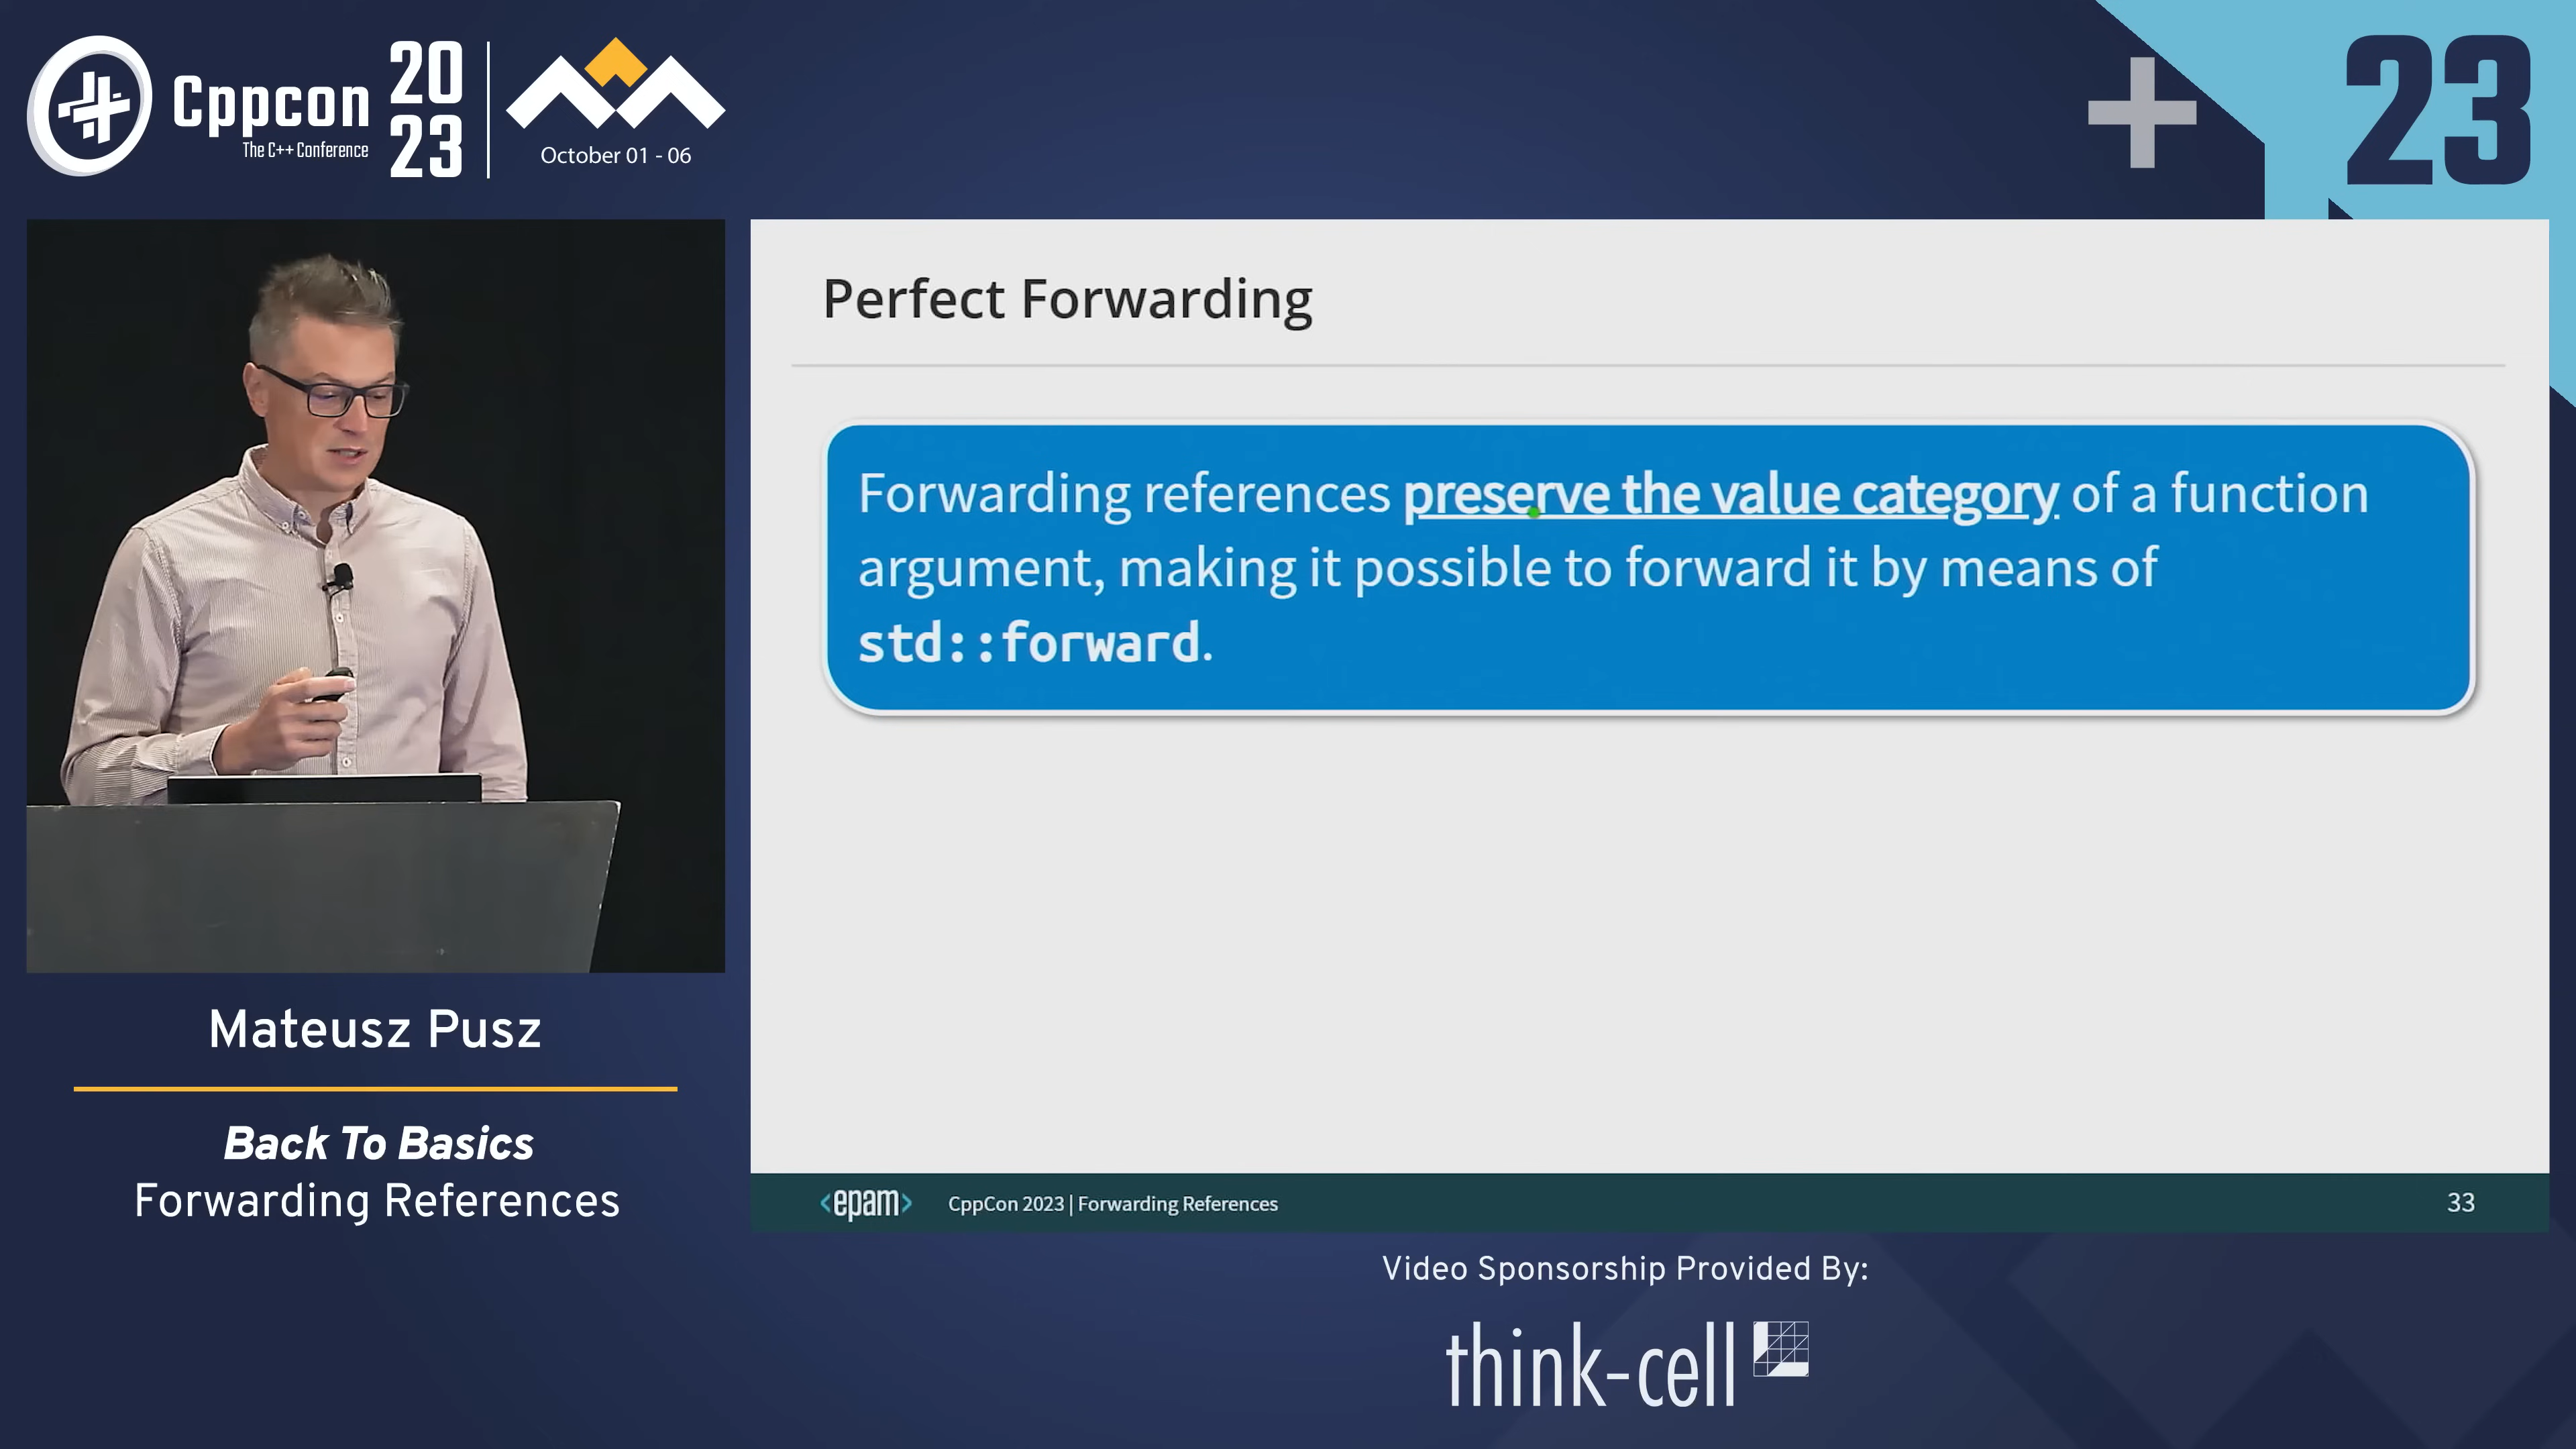 Cppcon
The C++ Conference
20
23
October 01 - 06
23
Perfect Forwarding
Forwarding references preserve the value category of a function
argument, making it possible to forward it by means of
std::forward.
Mateusz Pusz
Back To Basics
Forwarding References
<epam>
CppCon 2023 | Forwarding References
33
Video Sponsorship Provided By:
think-cell